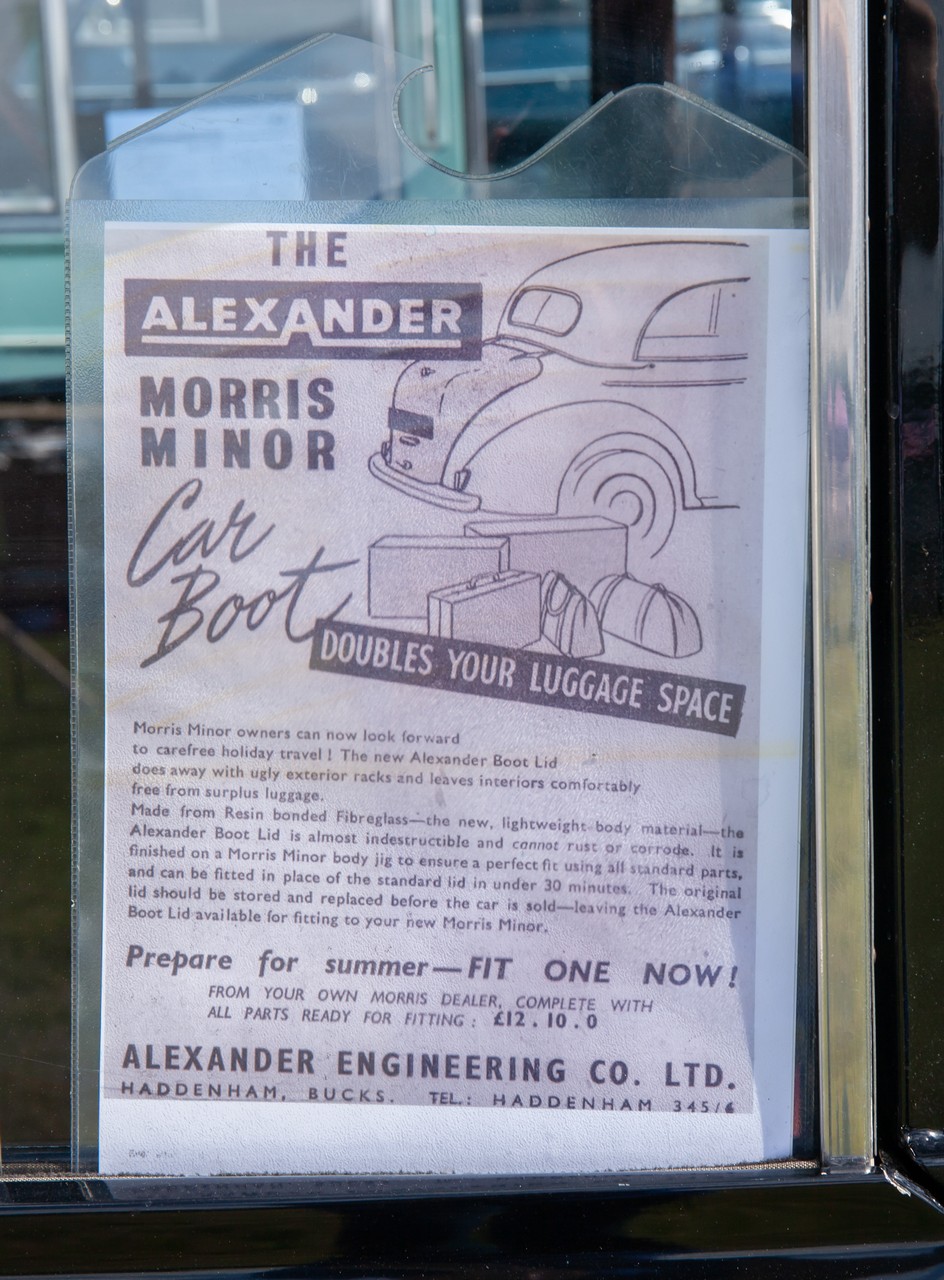 THE
ALEXANDER
MORRIS
MINOR
Car
Boot
DOUBLES YOUR LUGGAGE SPACE
Morris Minor owners can now look forward
to carefree holiday travel ! The new Alexander Boot Lid
does away with ugly exterior racks and leaves interiors comfortably
free from surplus luggage.
Made from Resin bonded Fibreglass—the new, lightweight body material—the
Alexander Boot Lid is almost indestructible and cannot rust or corrode. It is
finished on a Morris Minor body jig to ensure a perfect fit using all standard parts,
and can be fitted in place of the standard lid in under 30 minutes. The original
lid should be stored and replaced before the car is sold—leaving the Alexander
Boot Lid available for fitting to your new Morris Minor.
Prepare for summer—FIT ONE NOW!
FROM YOUR OWN MORRIS DEALER, COMPLETE WITH
ALL PARTS READY FOR FITTING : £12.10.0
ALEXANDER ENGINEERING CO. LTD.
HADDENHAM, BUCKS. TEL.: HADDENHAM 345/6